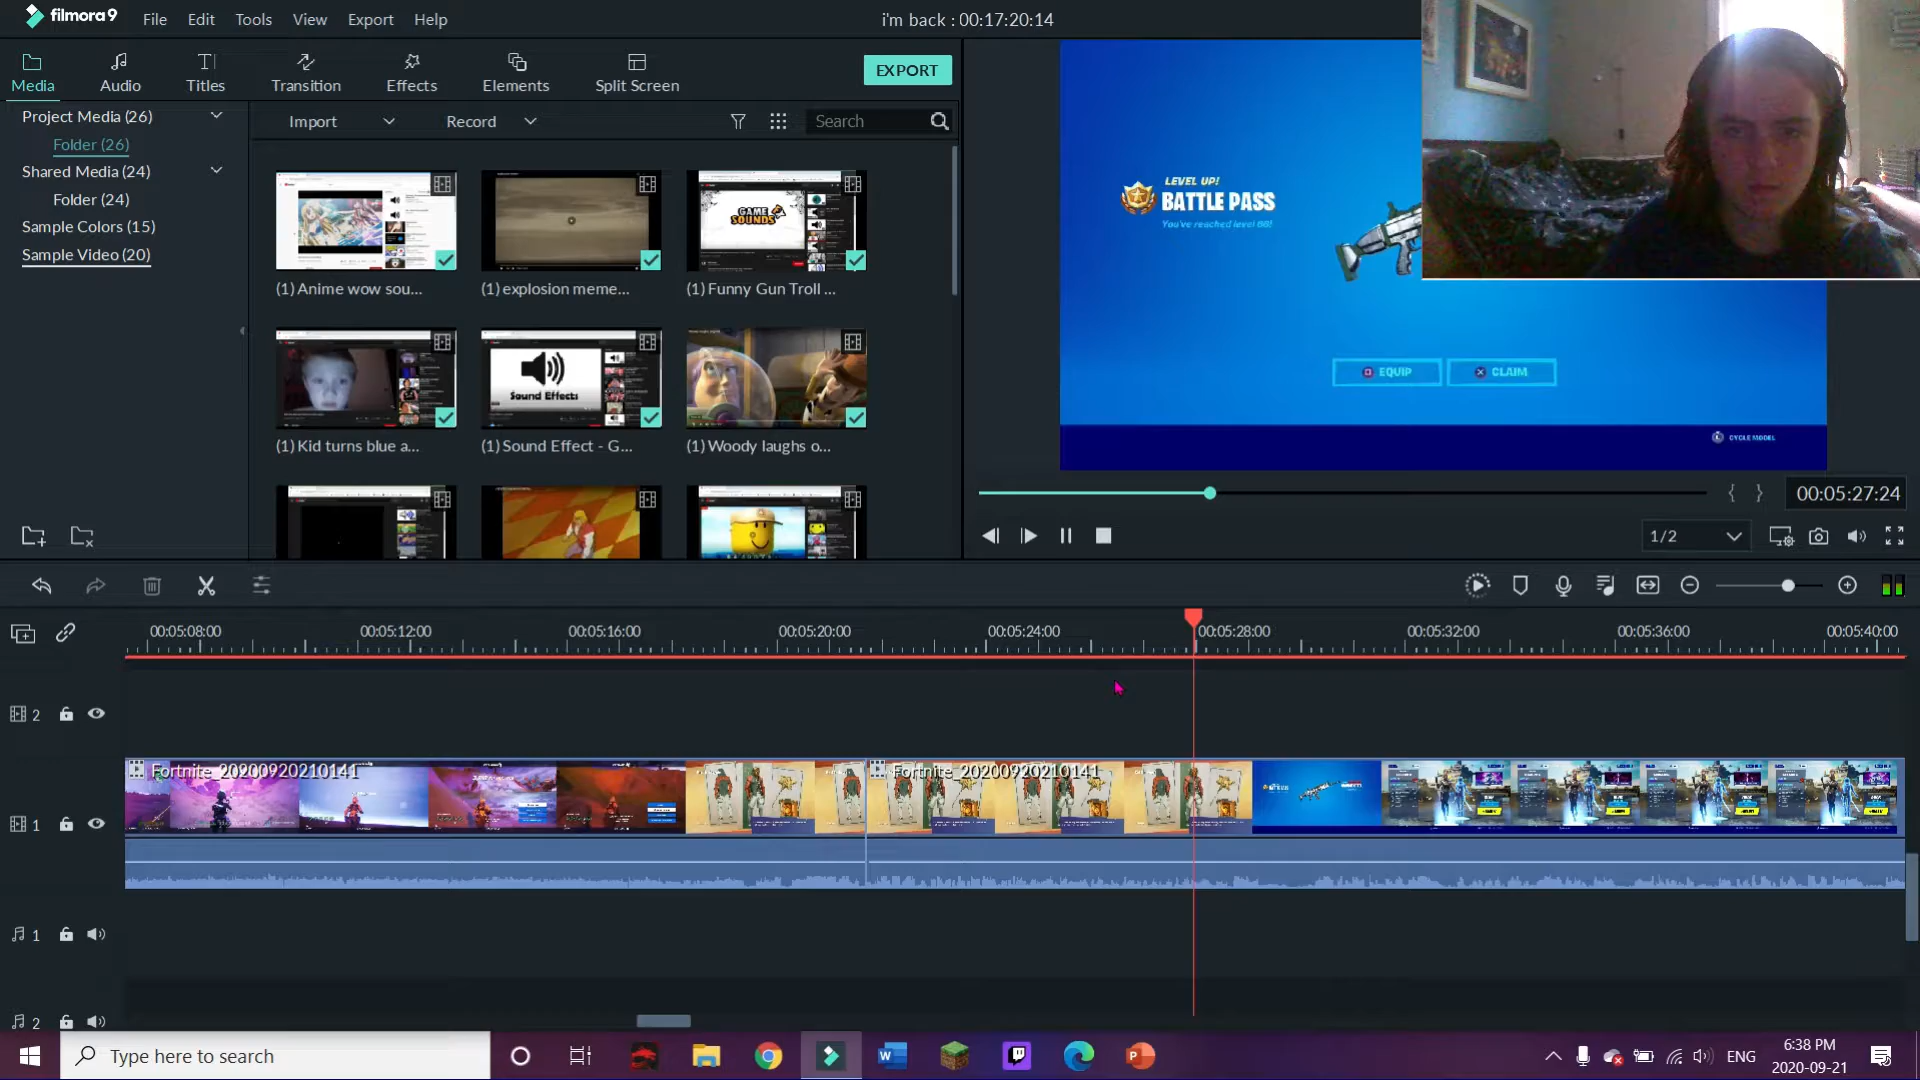 filmora9
File Edit Tools View Export Help
i'm back : 00:17:20:14
Media Audio Titles Transition Effects Elements Split Screen
EXPORT
Project Media (26)
Folder (26)
Shared Media (24)
Folder (24)
Sample Colors (15)
Sample Video (20)
Import Record Search
GAME SOUNDS
(1) Anime wow sou... (1) explosion meme... (1) Funny Gun Troll ...
Sound Effects
(1) Kid turns blue a... (1) Sound Effect - G... (1) Woody laughs o...
LEVEL UP!
BATTLE PASS
You've reached level 68!
EQUIP CLAIM
CYCLE MODEL
00:05:27:24
1/2
00:05:08:00 00:05:12:00 00:05:16:00 00:05:20:00 00:05:24:00 00:05:28:00 00:05:32:00 00:05:36:00 00:05:40:00
2
Fortnite_20200920210141 Fortnite_20200920210141
1
1
2
Type here to search
ENG
6:38 PM
2020-09-21